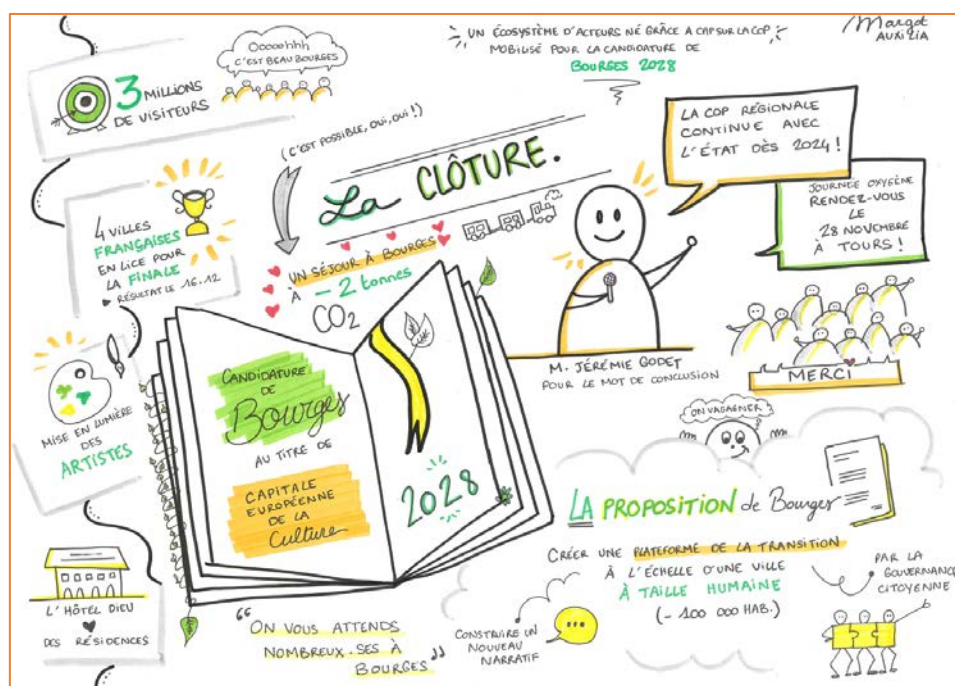 Ooooohhh
C'EST BEAU BOURGES
3 MILLIONS
DE VISITEURS
UN ÉCOSYSTÈME D'ACTEURS NÉ GRÂCE A CAP SUR LA COP
MOBILISÉ POUR LA CANDIDATURE DE
BOURGES 2028
Margot
AUXILIA
(C'EST POSSIBLE, OUI, OUI !)
La CLÔTURE.
LA COP RÉGIONALE
CONTINUE AVEC
L'ÉTAT DÈS 2024 !
JOURNÉE OXYGÈNE
RENDEZ-VOUS
LE
28 NOVEMBRE
À TOURS !
4 VILLES
FRANÇAISES
EN LICE POUR
LA FINALE
RÉSULTAT LE 16.12
UN SÉJOUR À BOURGES
À - 2 tonnes
CO2
M. JÉRÉMIE GODET
POUR LE MOT DE CONCLUSION
MERCI
MISE EN LUMIÈRE
DES
ARTISTES
CANDIDATURE
DE
Bourges
AU TITRE DE
CAPITALE
EUROPÉENNE
DE LA
Culture
2028
ON VA GAGNER
LA PROPOSITION de Bourges
CRÉER UNE PLATEFORME DE LA TRANSITION
À L'ÉCHELLE D'UNE VILLE
À TAILLE HUMAINE
(- 100 000 HAB.)
PAR LA
GOUVERNANCE
CITOYENNE
L'HÔTEL DIEU
DES RÉSIDENCES
"ON VOUS ATTENDS
NOMBREUX.SES À
BOURGES"
CONSTRUIRE UN
NOUVEAU
NARRATIF